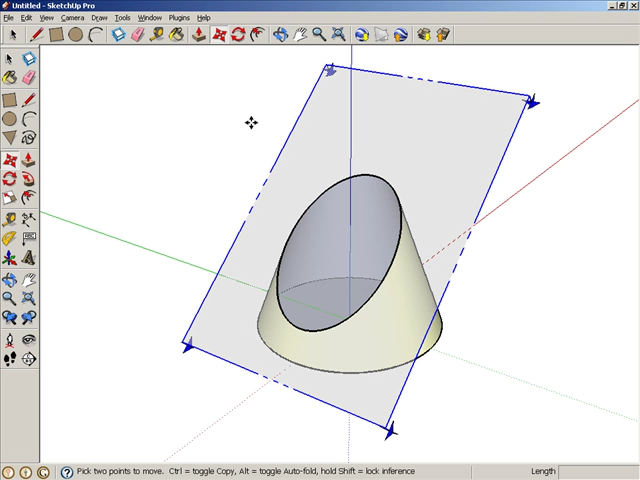 Untitled - SketchUp Pro
File Edit View Camera Draw Tools Window Plugins Help
ABC
Pick two points to move. Ctrl = toggle Copy, Alt = toggle Auto-fold, hold Shift = lock inference Length